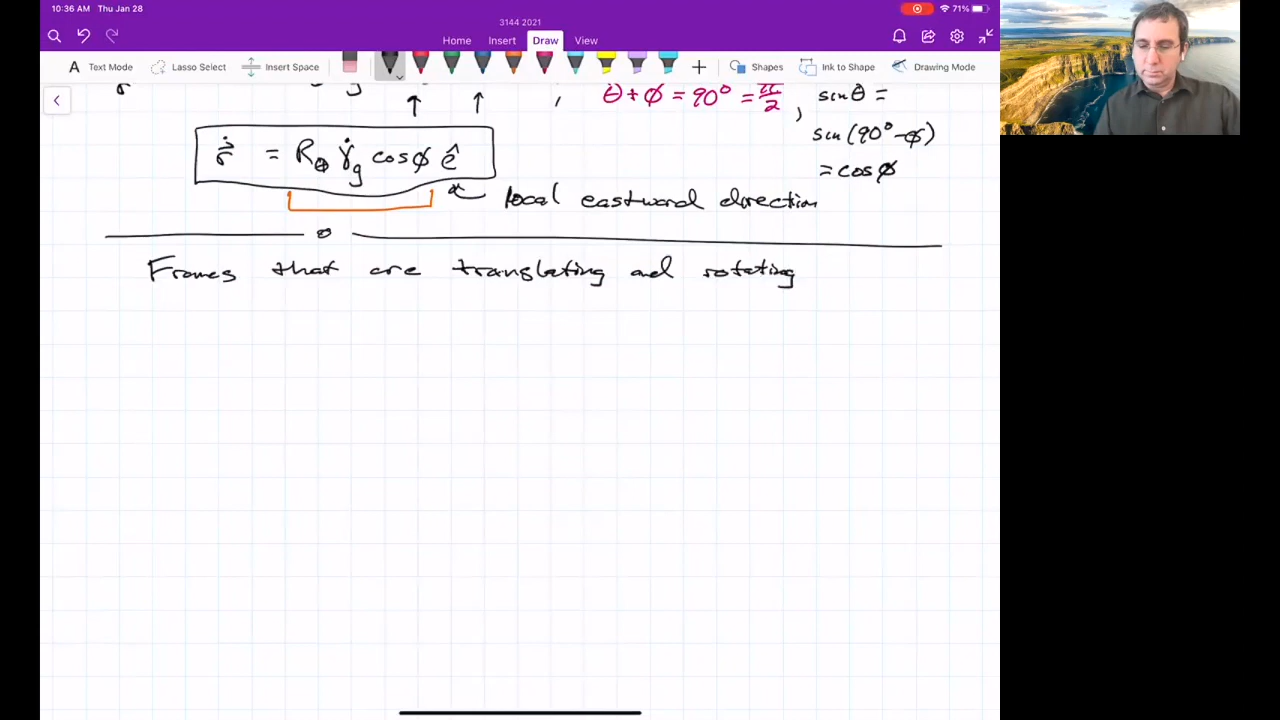 10:36 AM Thu Jan 28
71%
3144 2021
Home Insert Draw View
Text Mode Lasso Select Insert Space Shapes Ink to Shape Drawing Mode
, θ + φ = 90° = π/2 , sin θ =
sin (90° - φ)
= cos φ
= R⊕ γ̇g cos φ ê
local eastward direction
Frames that are translating and rotating